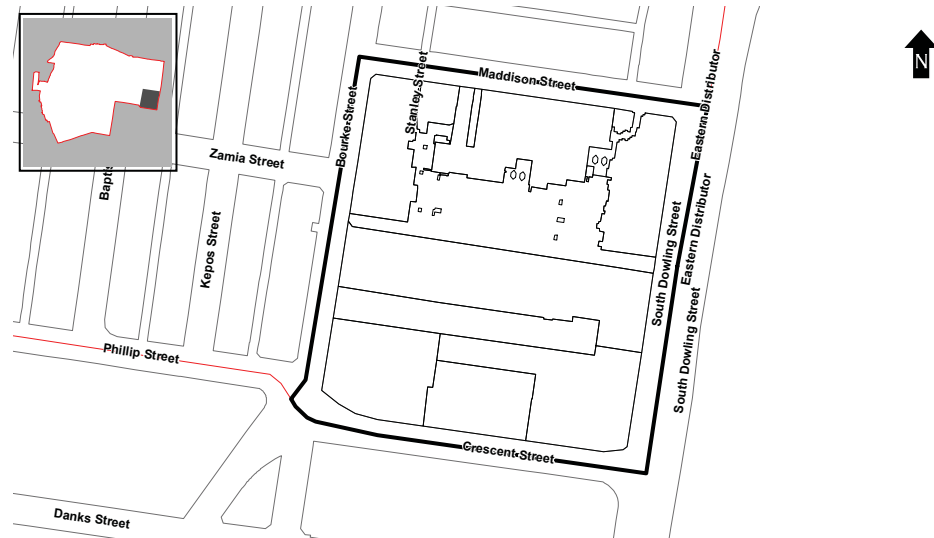 N
Maddison Street
Stanley Street
Bourke Street
Eastern Distributor
Zamia Street
Bapti
Kepos Street
South Dowling Street
Eastern Distributor
South Dowling Street
Phillip Street
Crescent Street
Danks Street